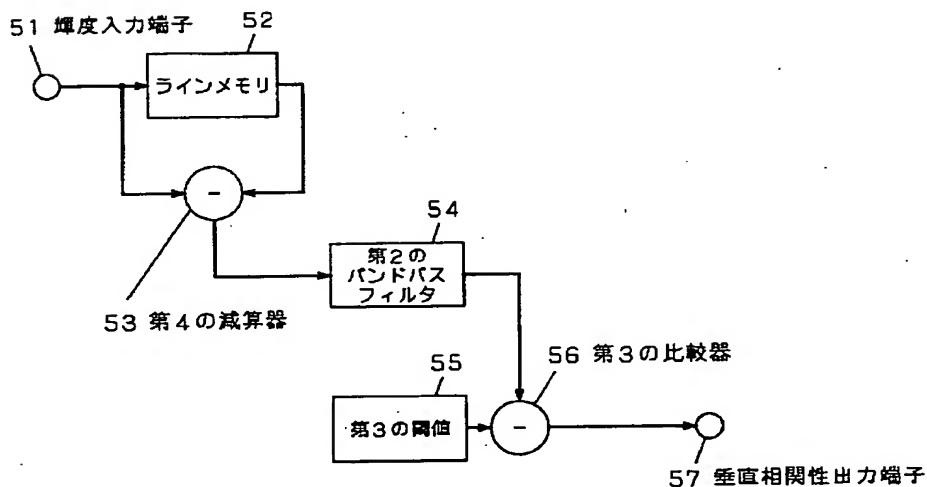 51 輝度入力端子
52
ラインメモリ
−
54
第2の
バンドパス
フィルタ
53 第4の減算器
55
56 第3の比較器
第3の閾値
−
57 垂直相関性出力端子